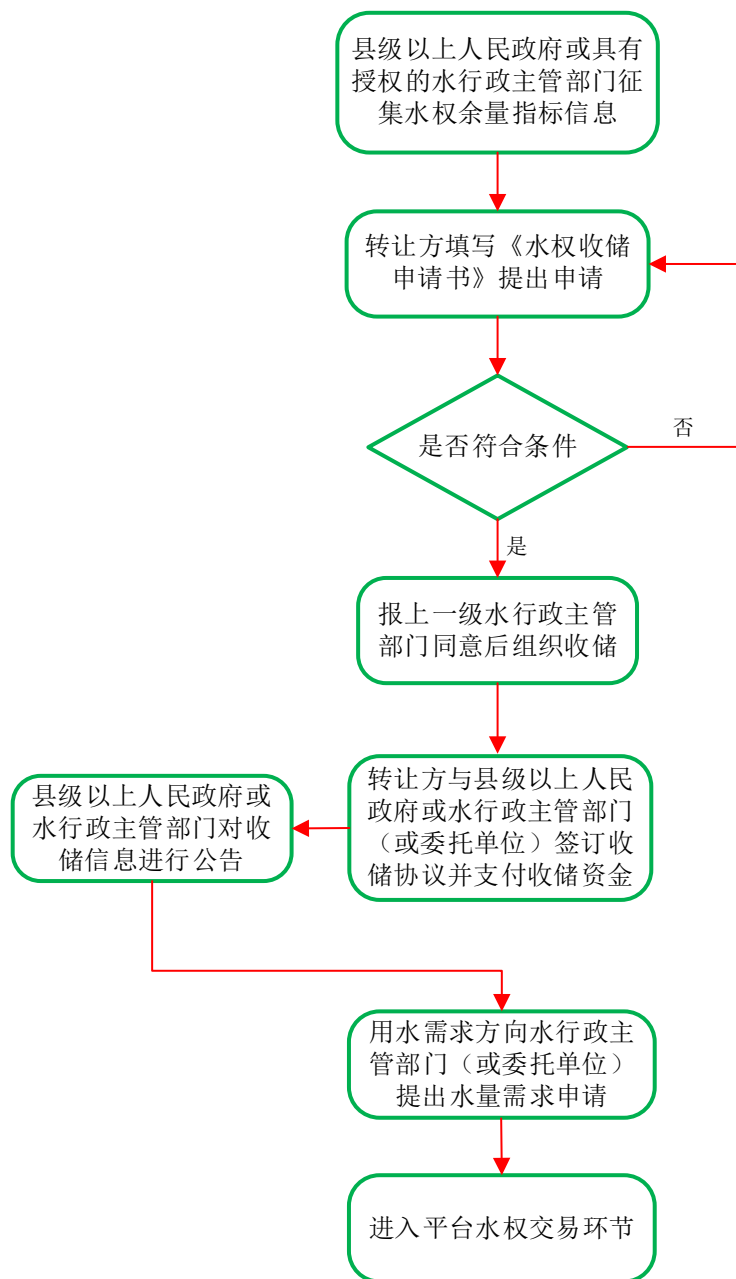 县级以上人民政府或具有
授权的水行政主管部门征
集水权余量指标信息
转让方填写《水权收储
申请书》提出申请
是否符合条件
否
是
报上一级水行政主管
部门同意后组织收储
转让方与县级以上人民
政府或水行政主管部门
（或委托单位）签订收
储协议并支付收储资金
县级以上人民政府或
水行政主管部门对收
储信息进行公告
用水需求方向水行政主
管部门（或委托单位）
提出水量需求申请
进入平台水权交易环节